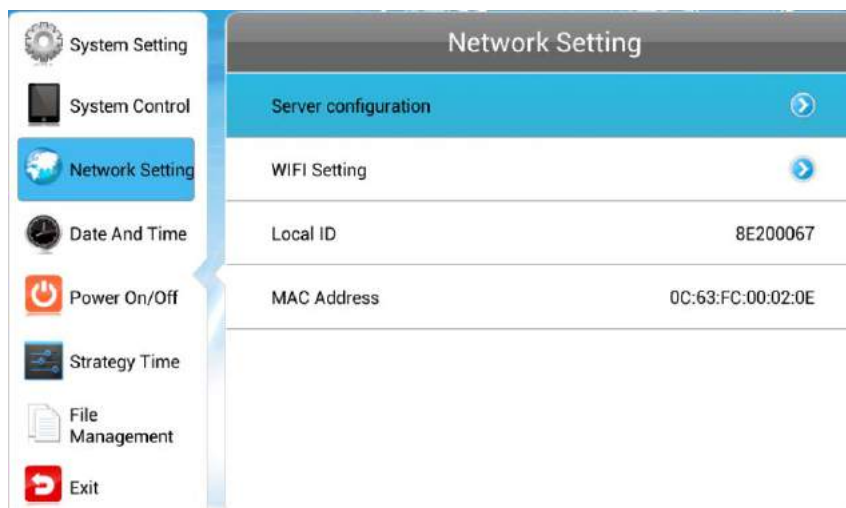 System Setting
System Control
Network Setting
Date And Time
Power On/Off
Strategy Time
File
Management
Exit
Network Setting
Server configuration
WIFI Setting
Local ID 8E200067
MAC Address 0C:63:FC:00:02:0E